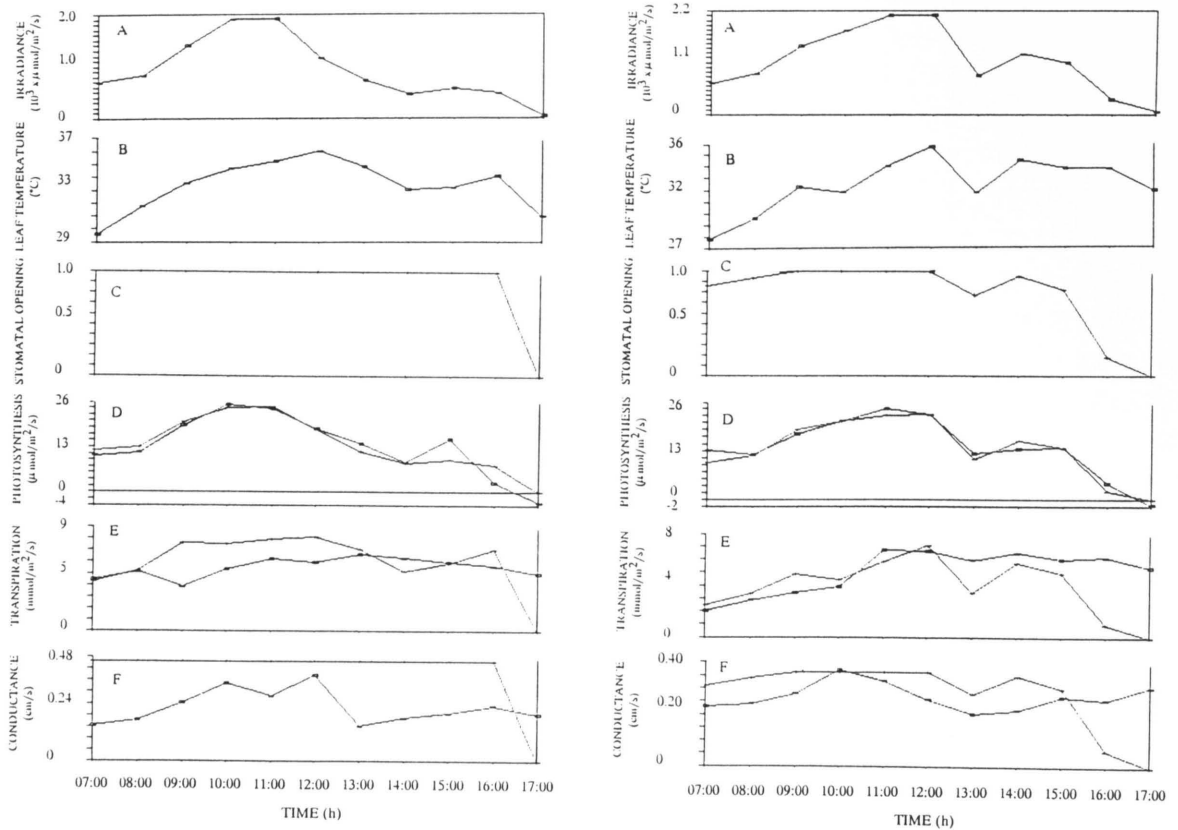 IRRADIANCE
(10³ x µ mol/m²/s)
2.0
1.0
0
A
LEAF TEMPERATURE
(°C)
37
33
29
B
STOMATAL OPENING
1.0
0.5
0
C
PHOTOSYNTHESIS
(µ mol/m²/s)
26
13
0
-4
D
TRANSPIRATION
(mmol/m²/s)
9
5
0
E
CONDUCTANCE
(cm/s)
0.48
0.24
0
F
07:00 08:00 09:00 10:00 11:00 12:00 13:00 14:00 15:00 16:00 17:00
TIME (h)
IRRADIANCE
(10³ x µ mol/m²/s)
2.2
1.1
0
A
LEAF TEMPERATURE
(°C)
36
32
27
B
STOMATAL OPENING
1.0
0.5
0
C
PHOTOSYNTHESIS
(µ mol/m²/s)
26
13
0
-2
D
TRANSPIRATION
(mmol/m²/s)
8
4
0
E
CONDUCTANCE
(cm/s)
0.40
0.20
0
F
07:00 08:00 09:00 10:00 11:00 12:00 13:00 14:00 15:00 16:00 17:00
TIME (h)